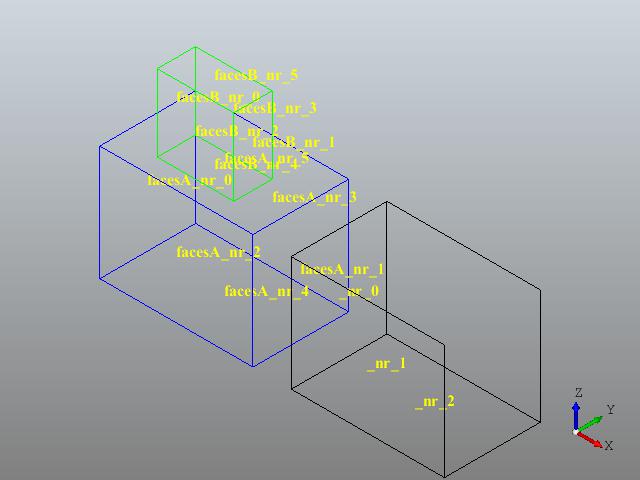 facesB_nr_5
facesB_nr_0
facesB_nr_3
facesB_nr_2
facesB_nr_1
facesA_nr_5
facesB_nr_4
facesA_nr_0
facesA_nr_3
facesA_nr_2
facesA_nr_1
facesA_nr_4
_nr_0
_nr_1
_nr_2
Z
Y
X